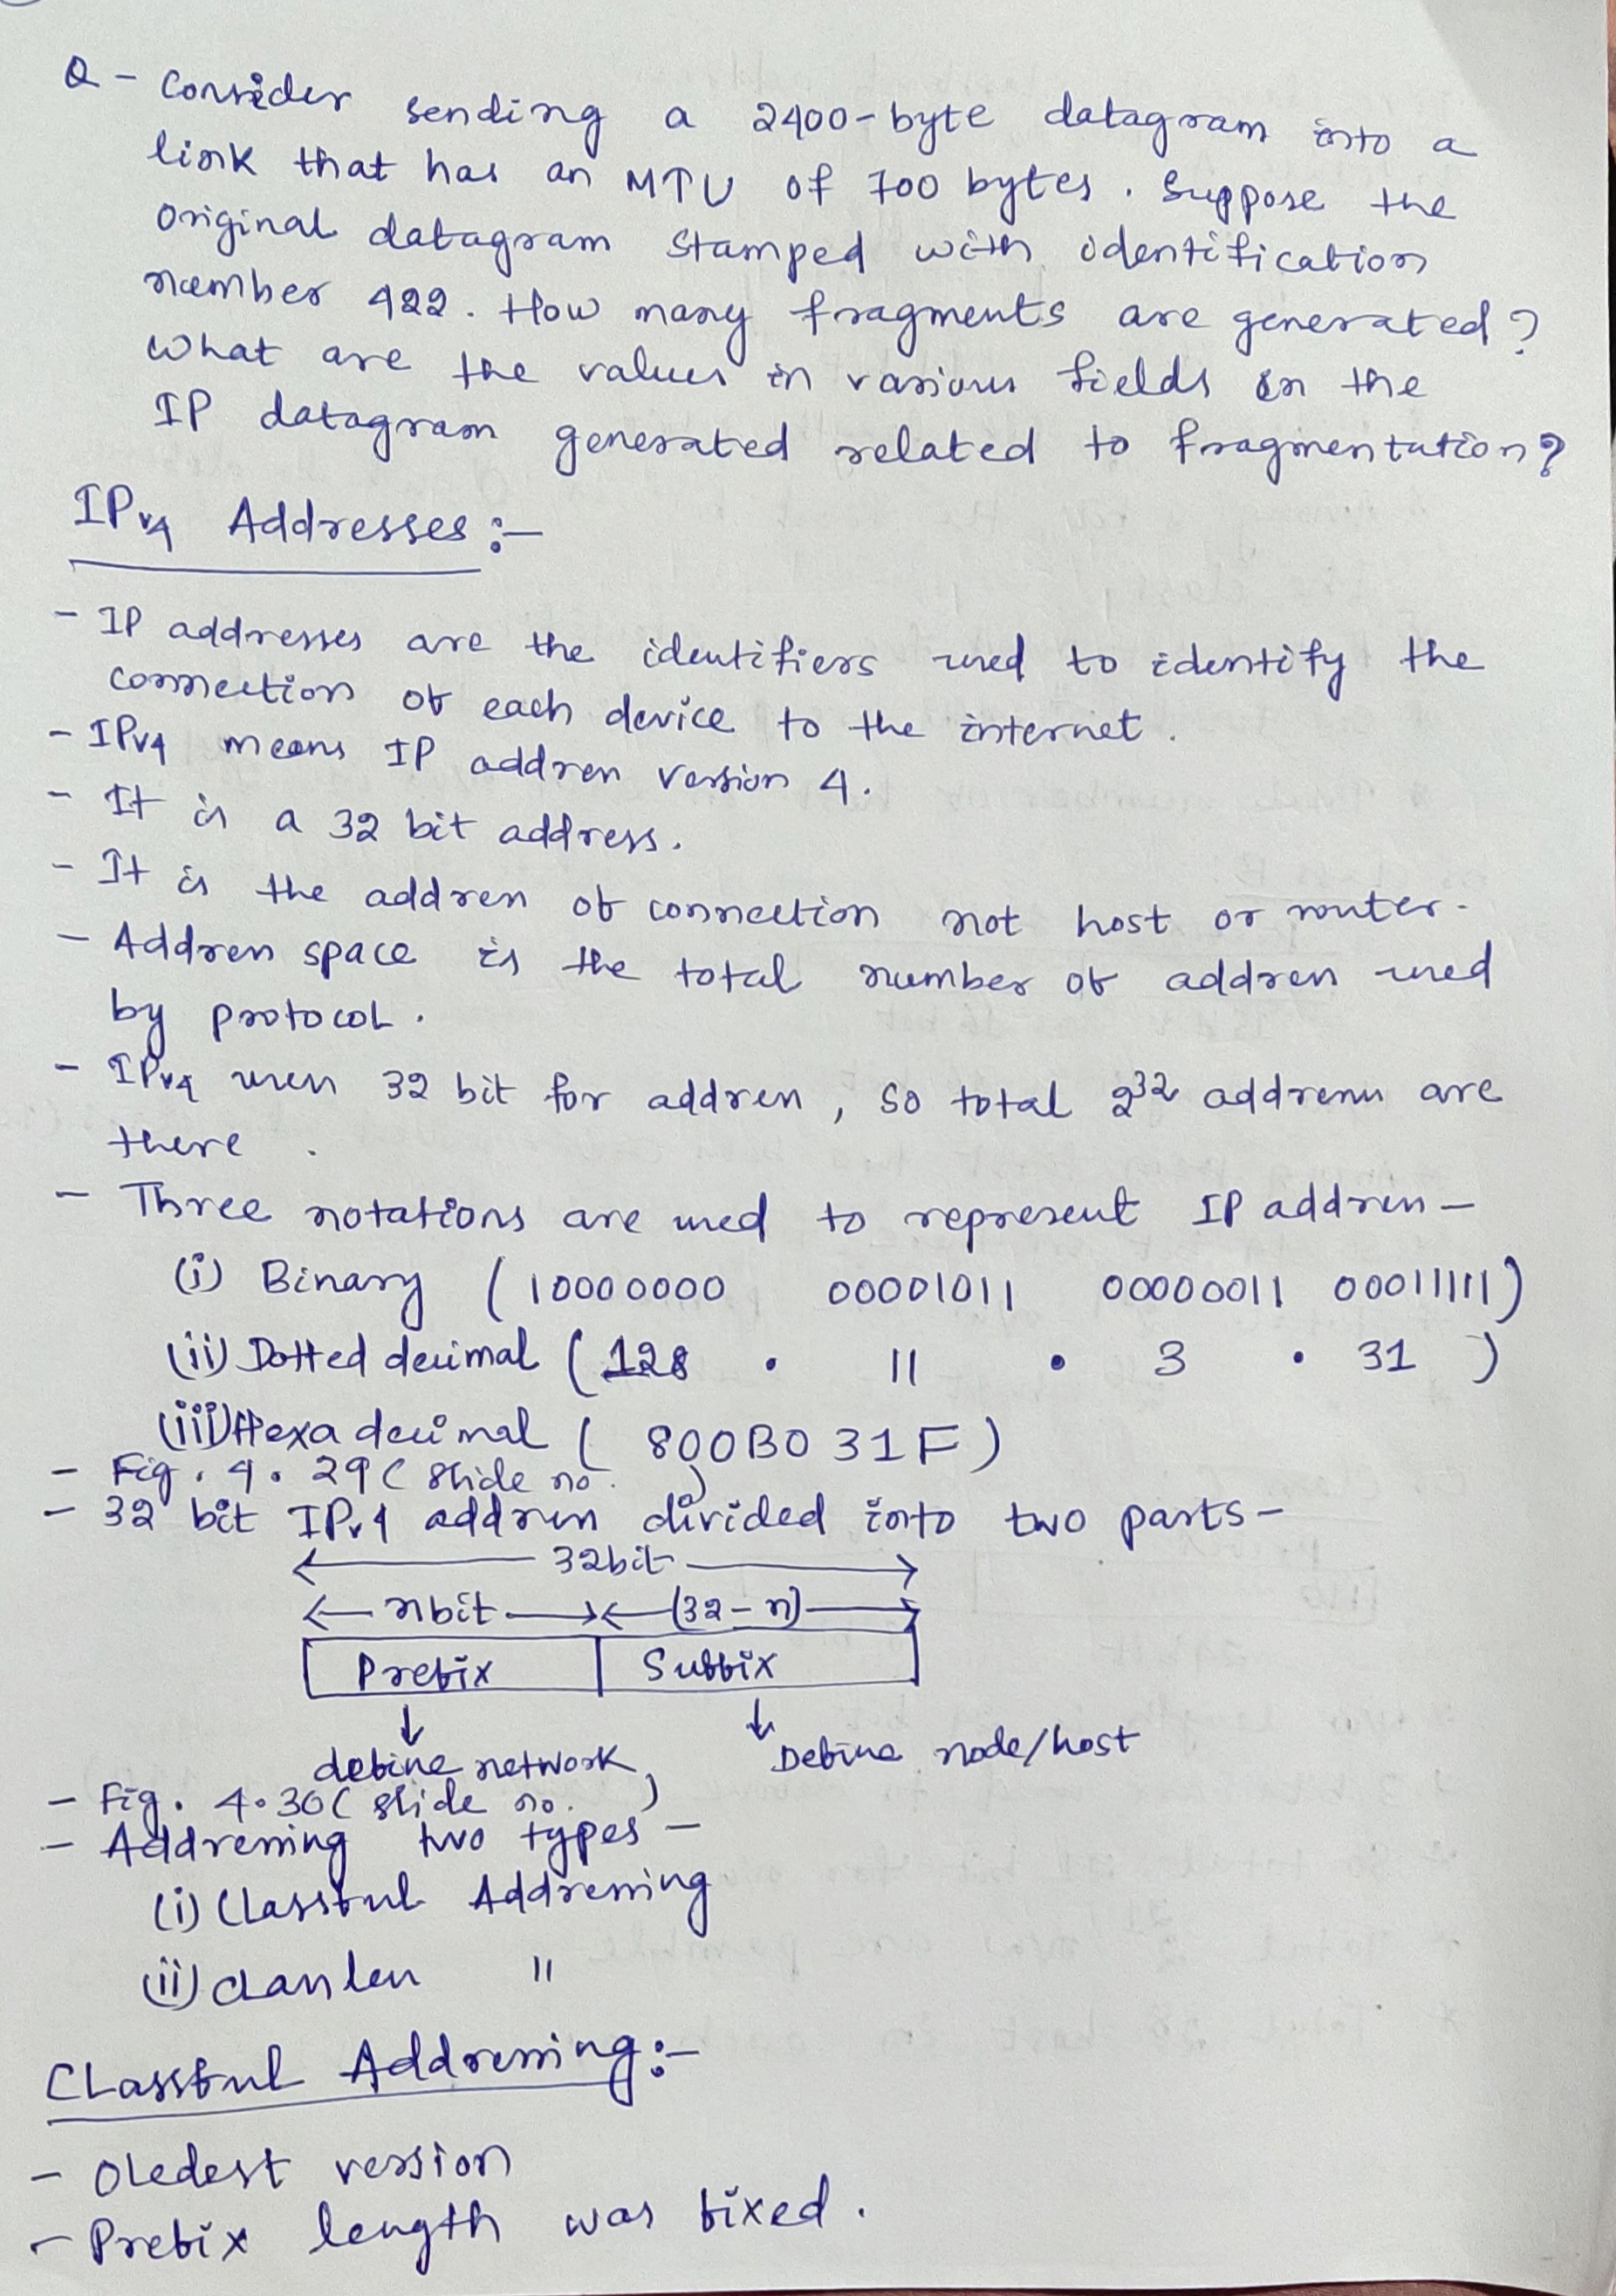 Q - Consider sending a 2400-byte datagram into a
link that has an MTU of 700 bytes. Suppose the
original datagram stamped with identification
number 422. How many fragments are generated?
What are the values in various fields in the
IP datagram generated related to fragmentation?
IPv4 Addresses :-
- IP addresses are the identifiers used to identify the
connection of each device to the internet.
- IPv4 means IP address version 4.
- It is a 32 bit address.
- It is the address of connection not host or router.
- Address space is the total number of address used
by protocol.
- IPv4 uses 32 bit for address, so total 2^32 address are
there.
- Three notations are used to represent IP address -
(i) Binary (10000000 00001011 00000011 00011111)
(ii) Dotted decimal (128 . 11 . 3 . 31)
(iii) Hexadecimal (800B031F)
- Fig. 4.29 (slide no. )
- 32 bit IPv4 address divided into two parts-
32bit
n bit (32-n)
Prefix Suffix
define network Define node/host
- Fig. 4.30 (slide no. )
- Addressing two types -
(i) Classful Addressing
(ii) classless "
Classful Addressing :-
- Oledest version
- Prefix length was fixed.